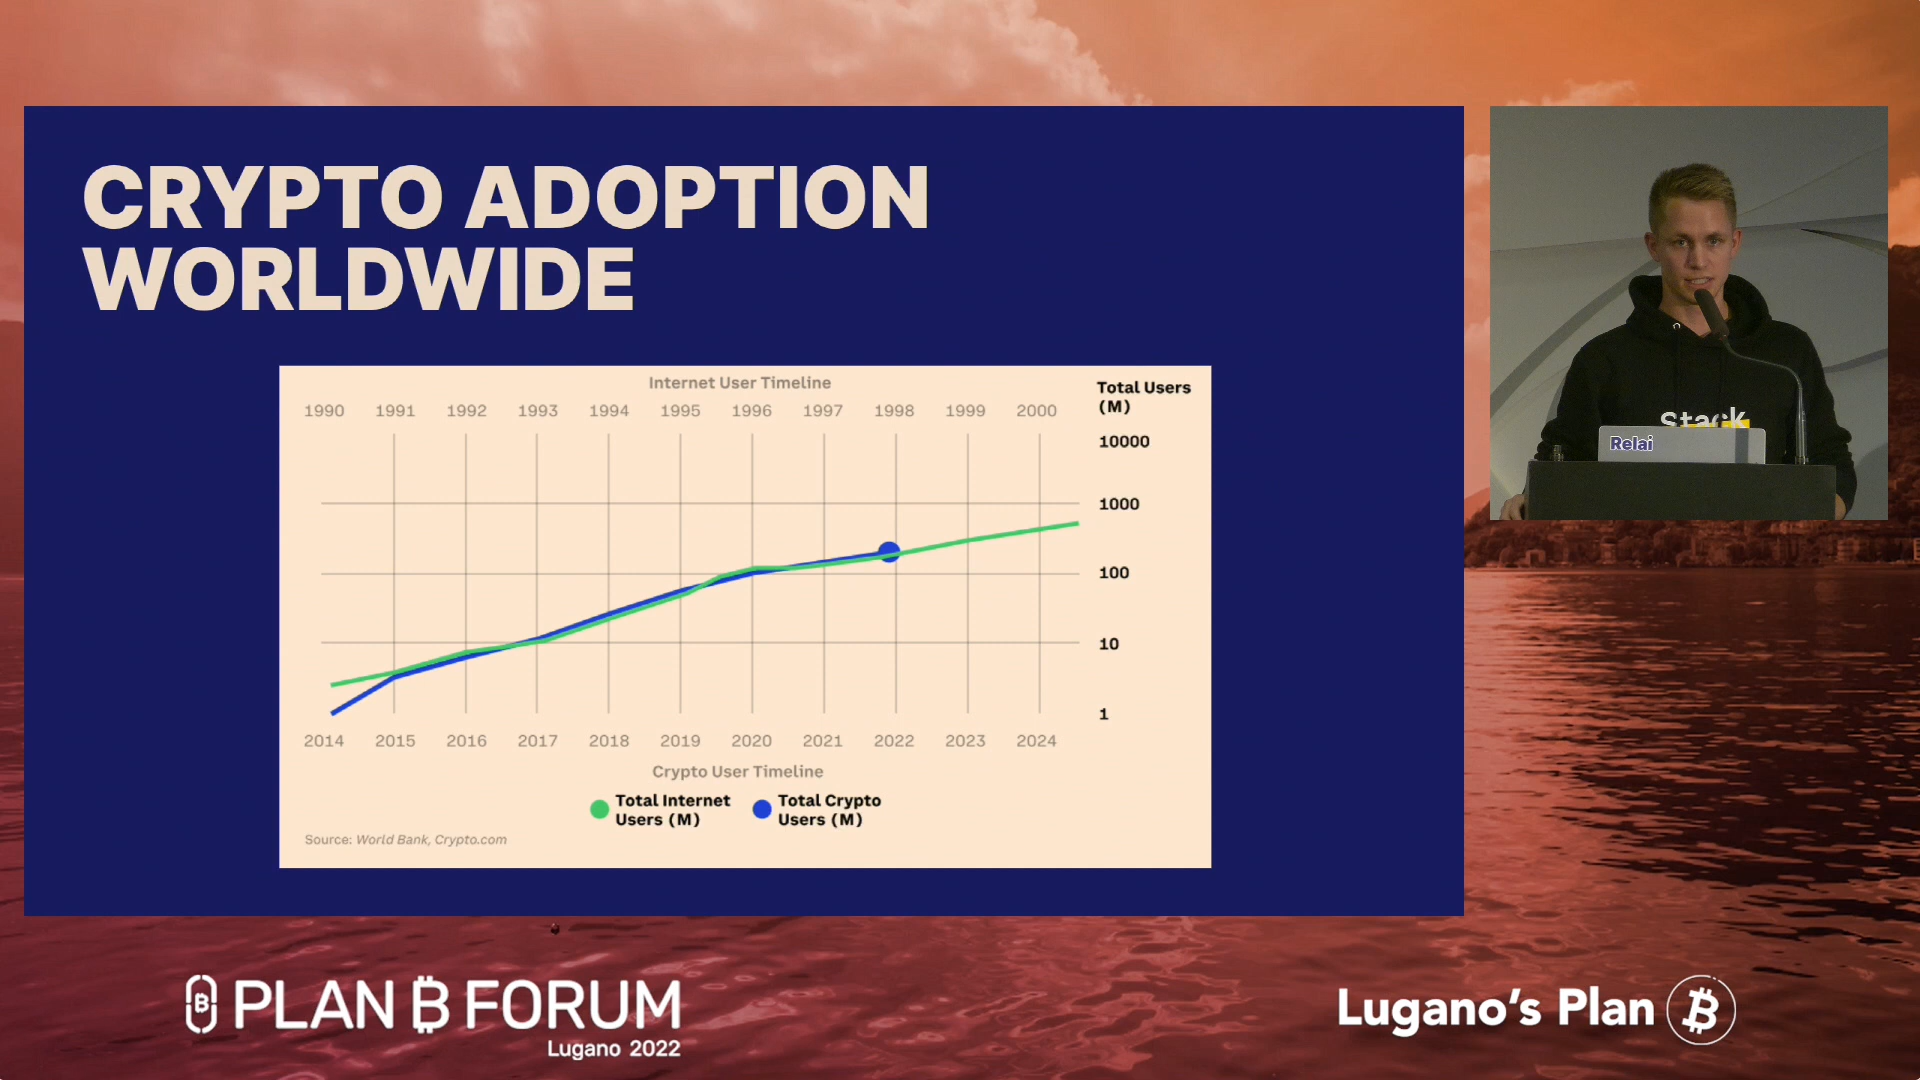 CRYPTO ADOPTION
WORLDWIDE
Internet User Timeline
1990 1991 1992 1993 1994 1995 1996 1997 1998 1999 2000
Total Users
(M)
10000
1000
100
10
1
2014 2015 2016 2017 2018 2019 2020 2021 2022 2023 2024
Crypto User Timeline
Total Internet
Users (M)
Total Crypto
Users (M)
Source: World Bank, Crypto.com
Stack
Relai
PLAN ₿ FORUM
Lugano 2022
Lugano's Plan ₿